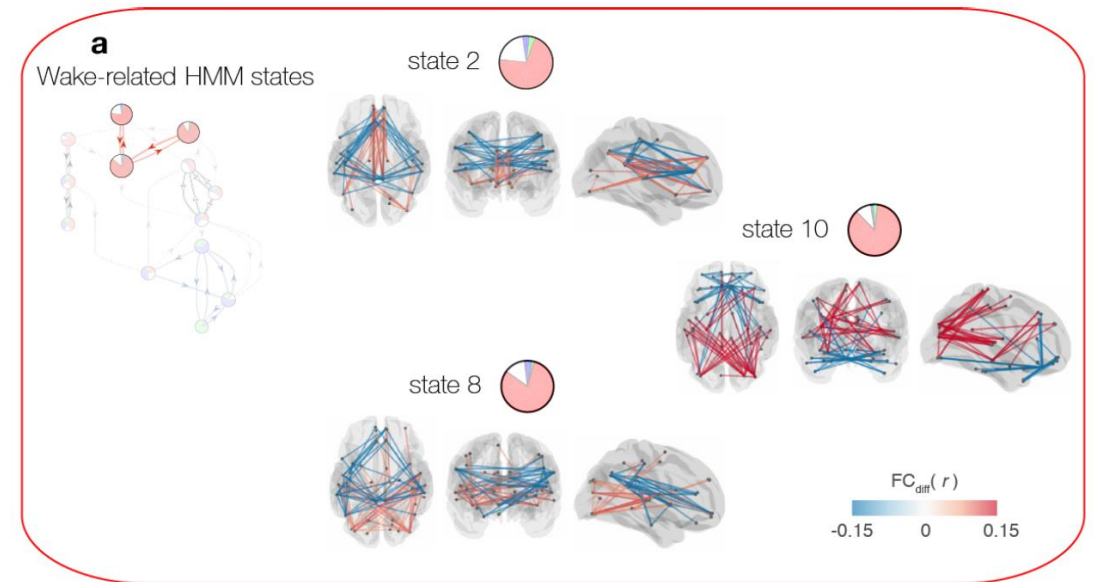 a
Wake-related HMM states
state 2
state 10
state 8
FCdiff( r )
-0.15 0 0.15